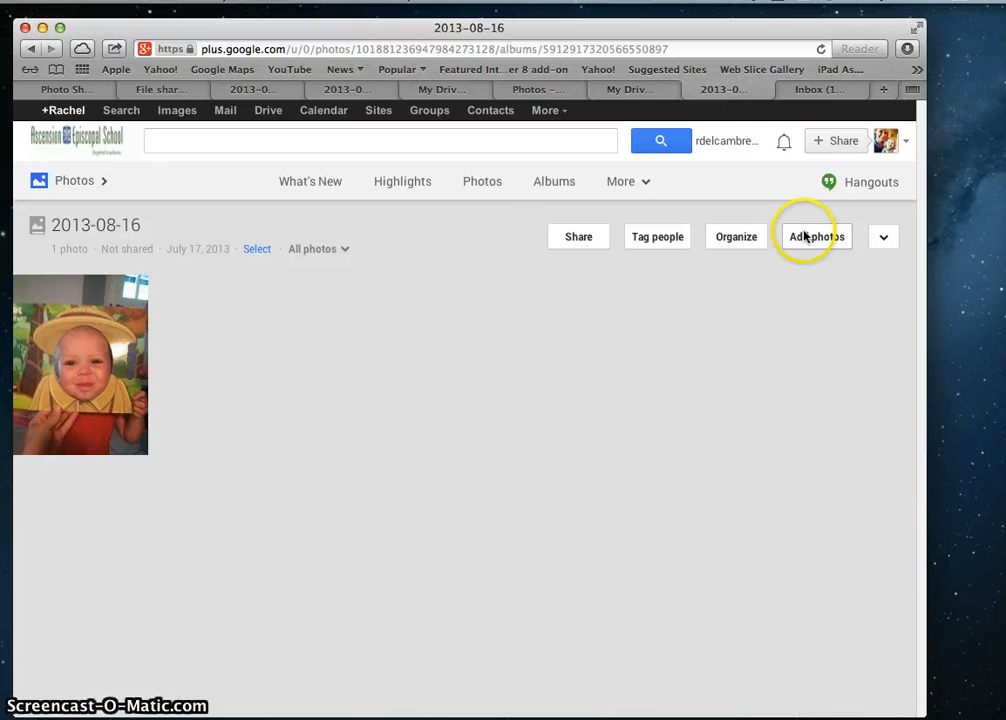 2013-08-16
https plus.google.com/u/0/photos/101881236947984273128/albums/5912917320566550897 Reader
Apple Yahoo! Google Maps YouTube News Popular Featured Int...er 8 add-on Yahoo! Suggested Sites Web Slice Gallery iPad As....
Photo Sh... File shar... 2013-0... 2013-0... My Driv... Photos –... My Driv... 2013-0... Inbox (1...
+Rachel Search Images Mail Drive Calendar Sites Groups Contacts More
Ascension Episcopal School
rdelcambre... + Share
Photos What's New Highlights Photos Albums More Hangouts
2013-08-16
Share Tag people Organize Add photos
1 photo Not shared July 17, 2013 Select All photos
Screencast-O-Matic.com